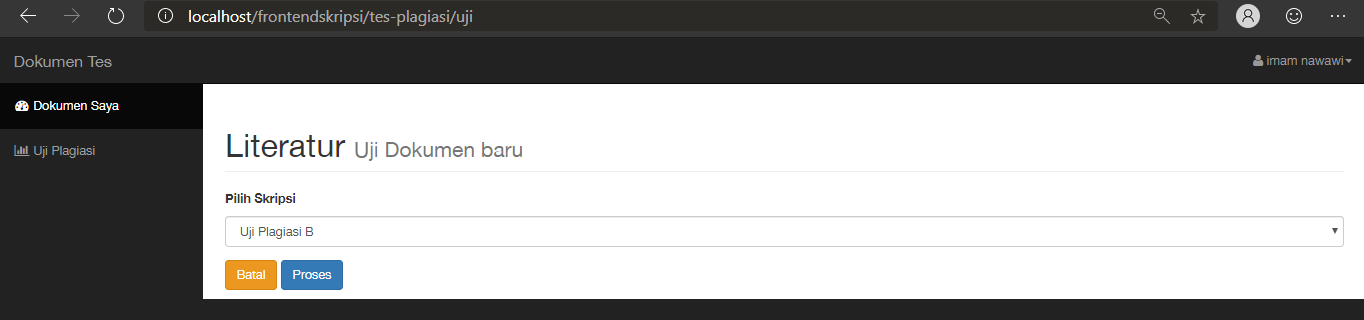 localhost/frontendskripsi/tes-plagiasi/uji
Dokumen Tes
imam nawawi
Dokumen Saya
Uji Plagiasi
Literatur Uji Dokumen baru
Pilih Skripsi
Uji Plagiasi B
Batal Proses